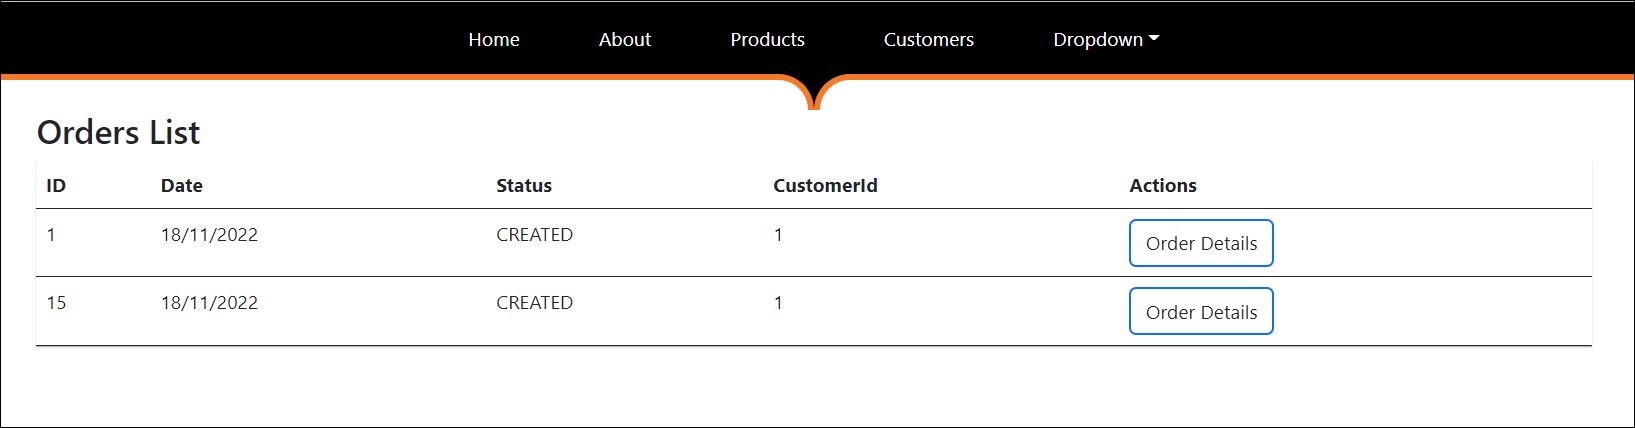 Home About Products Customers Dropdown
Orders List
ID Date Status CustomerId Actions
1 18/11/2022 CREATED 1 Order Details
15 18/11/2022 CREATED 1 Order Details